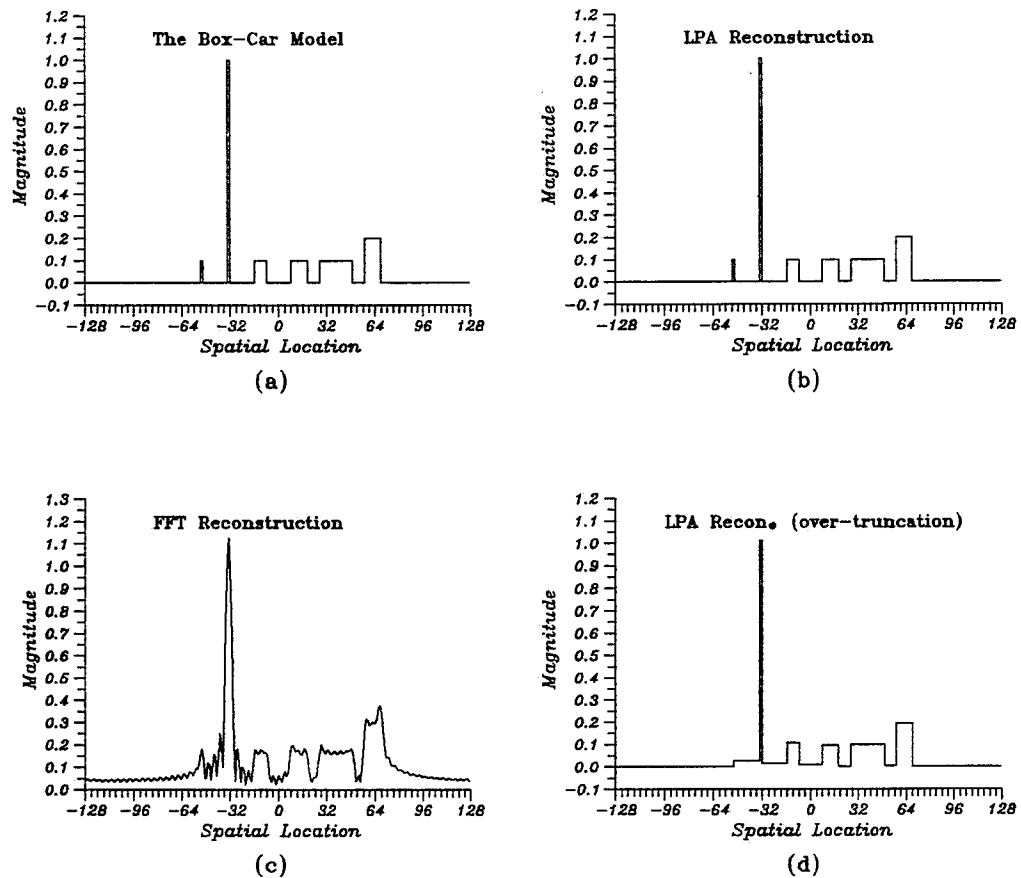 The Box-Car Model
Magnitude
1.2
1.1
1.0
0.9
0.8
0.7
0.6
0.5
0.4
0.3
0.2
0.1
0.0
-0.1
-128 -96 -64 -32 0 32 64 96 128
Spatial Location
(a)
LPA Reconstruction
Magnitude
1.2
1.1
1.0
0.9
0.8
0.7
0.6
0.5
0.4
0.3
0.2
0.1
0.0
-0.1
-128 -96 -64 -32 0 32 64 96 128
Spatial Location
(b)
FFT Reconstruction
Magnitude
1.3
1.2
1.1
1.0
0.9
0.8
0.7
0.6
0.5
0.4
0.3
0.2
0.1
0.0
-128 -96 -64 -32 0 32 64 96 128
Spatial Location
(c)
LPA Recon. (over-truncation)
Magnitude
1.2
1.1
1.0
0.9
0.8
0.7
0.6
0.5
0.4
0.3
0.2
0.1
0.0
-0.1
-128 -96 -64 -32 0 32 64 96 128
Spatial Location
(d)